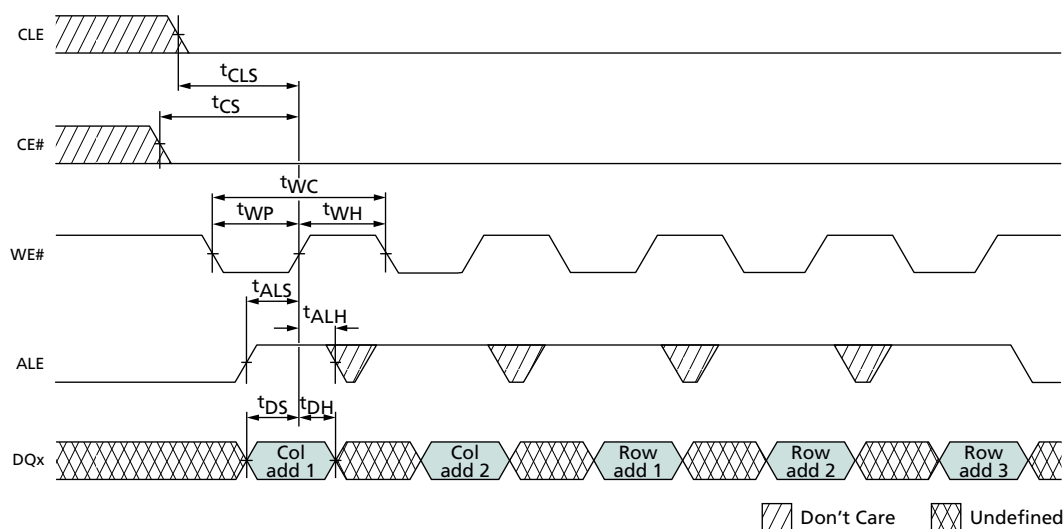 CLE
tCLS
tCS
CE#
tWC
tWP tWH
WE#
tALS
tALH
ALE
tDS tDH
DQx
Col
add 1
Col
add 2
Row
add 1
Row
add 2
Row
add 3
Don't Care
Undefined